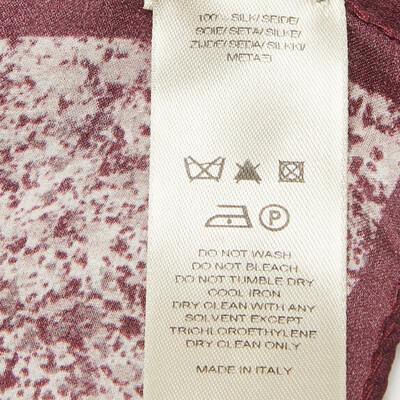 100% SILK/SEIDE/
SOIE/SETA/SILKE/
ZIJDE/SEDA/SILKKI/
METAΞI
P
DO NOT WASH
DO NOT BLEACH
DO NOT TUMBLE DRY
COOL IRON
DRY CLEAN WITH ANY
SOLVENT EXCEPT
TRICHLOROETHYLENE
DRY CLEAN ONLY
MADE IN ITALY